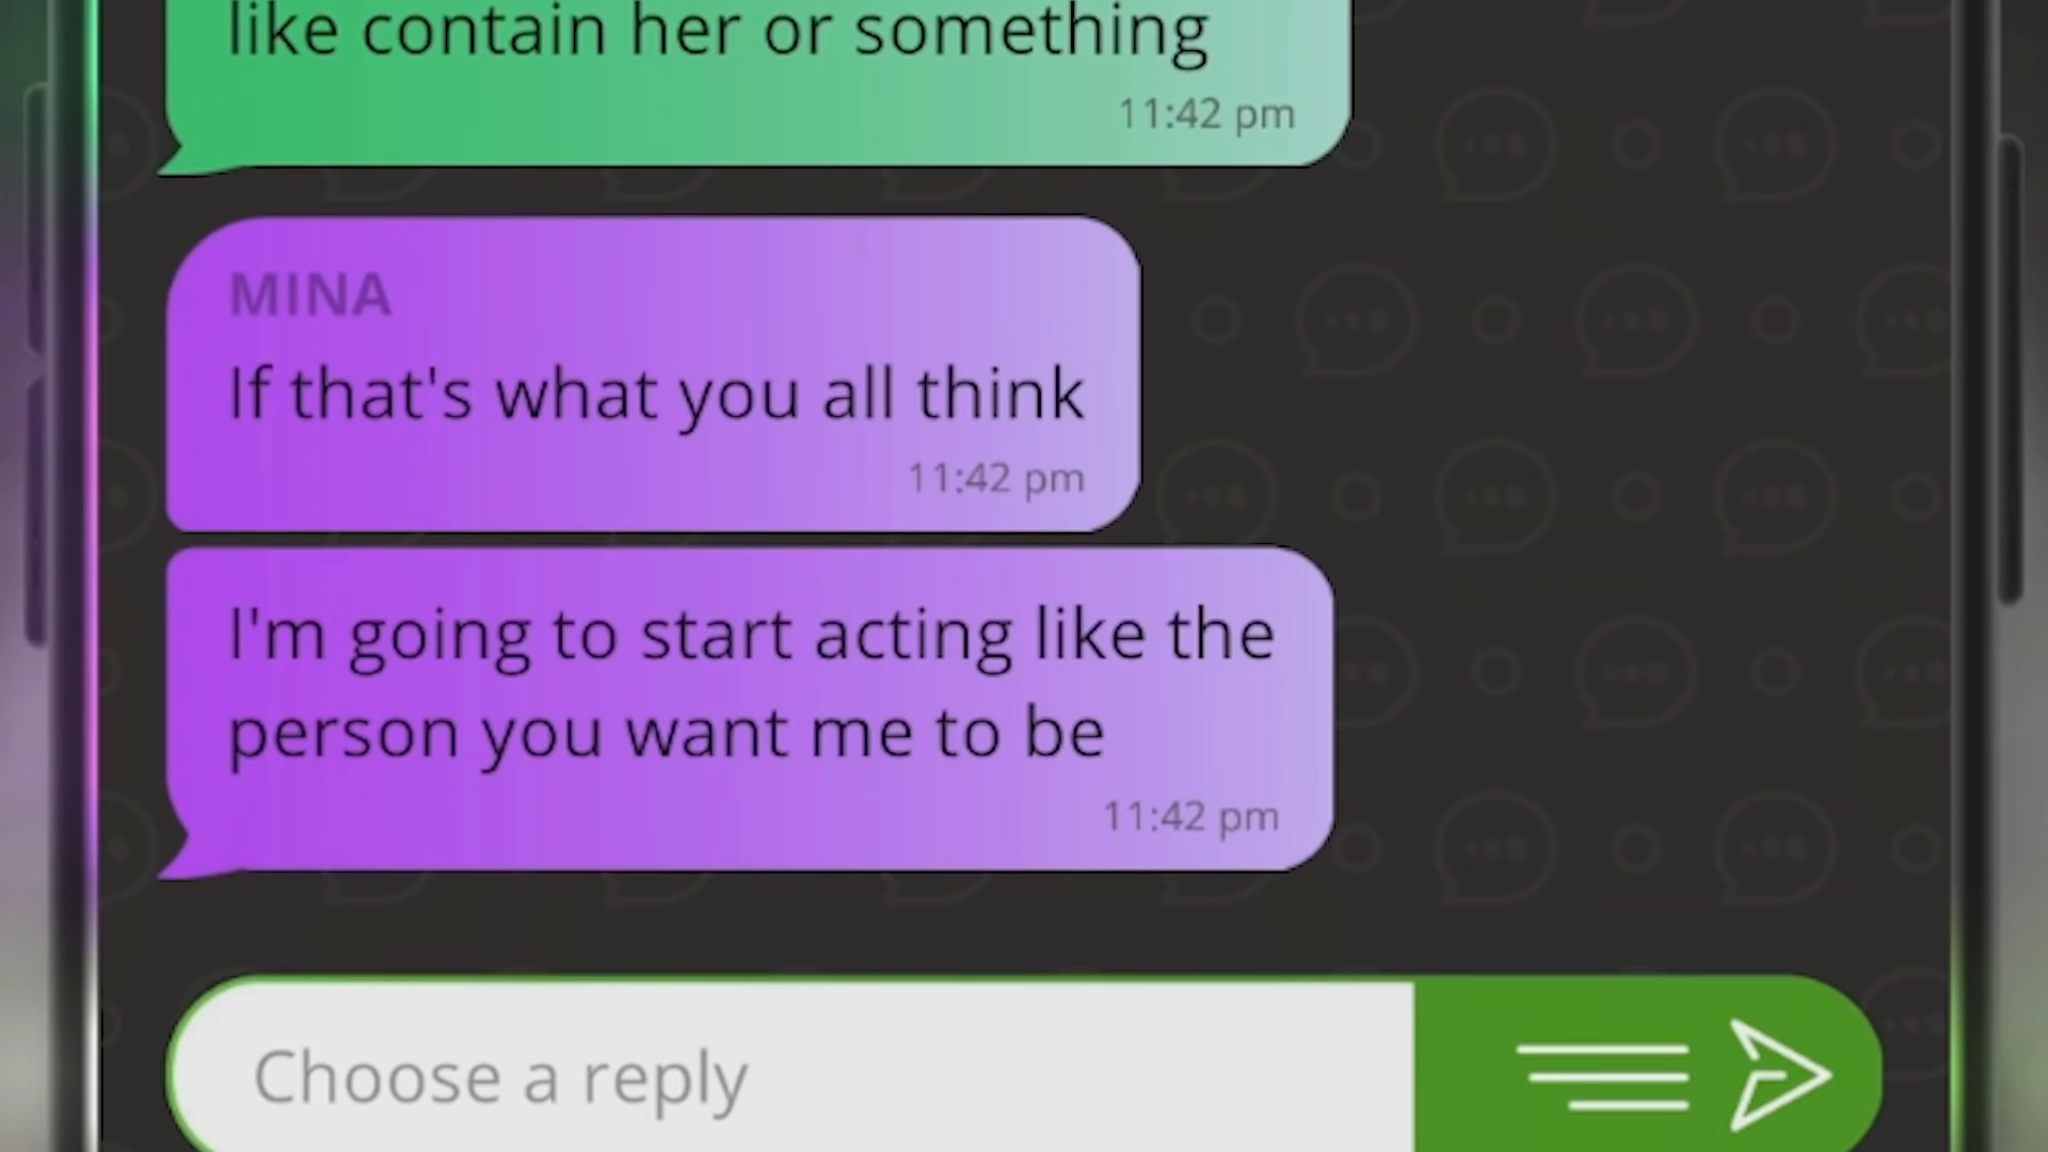 like contain her or something
11:42 pm
MINA
If that's what you all think
11:42 pm
I'm going to start acting like the
person you want me to be
11:42 pm
Choose a reply